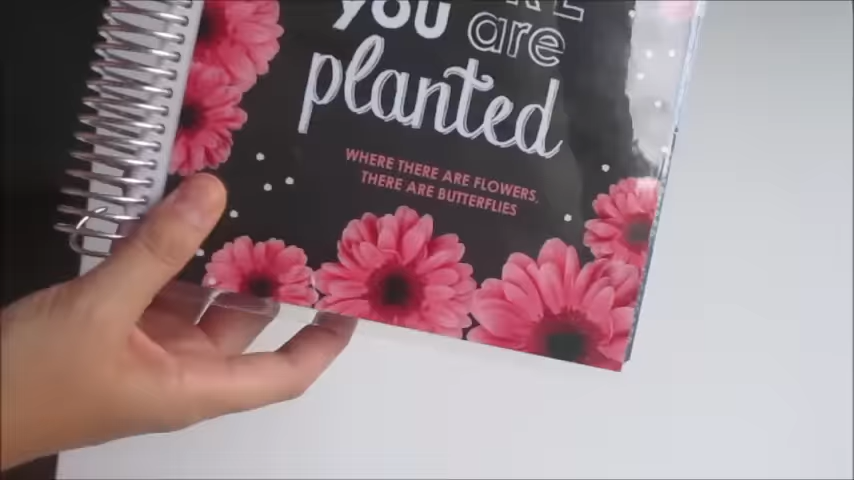 you are
planted
WHERE THERE ARE FLOWERS,
THERE ARE BUTTERFLIES